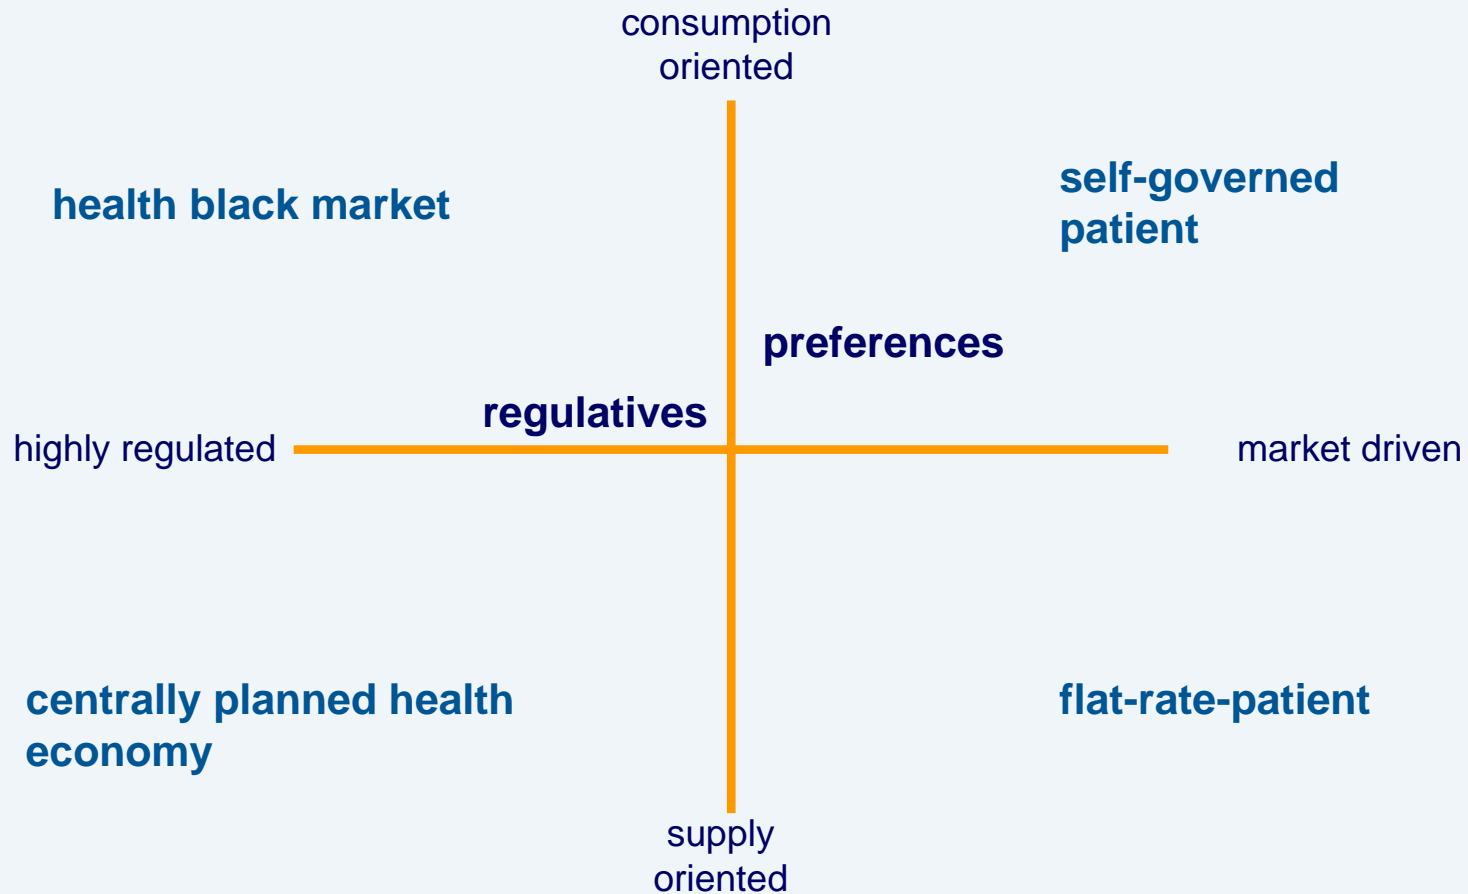 consumption
oriented
health black market
self-governed
patient
preferences
regulatives
highly regulated
market driven
centrally planned health
economy
flat-rate-patient
supply
oriented